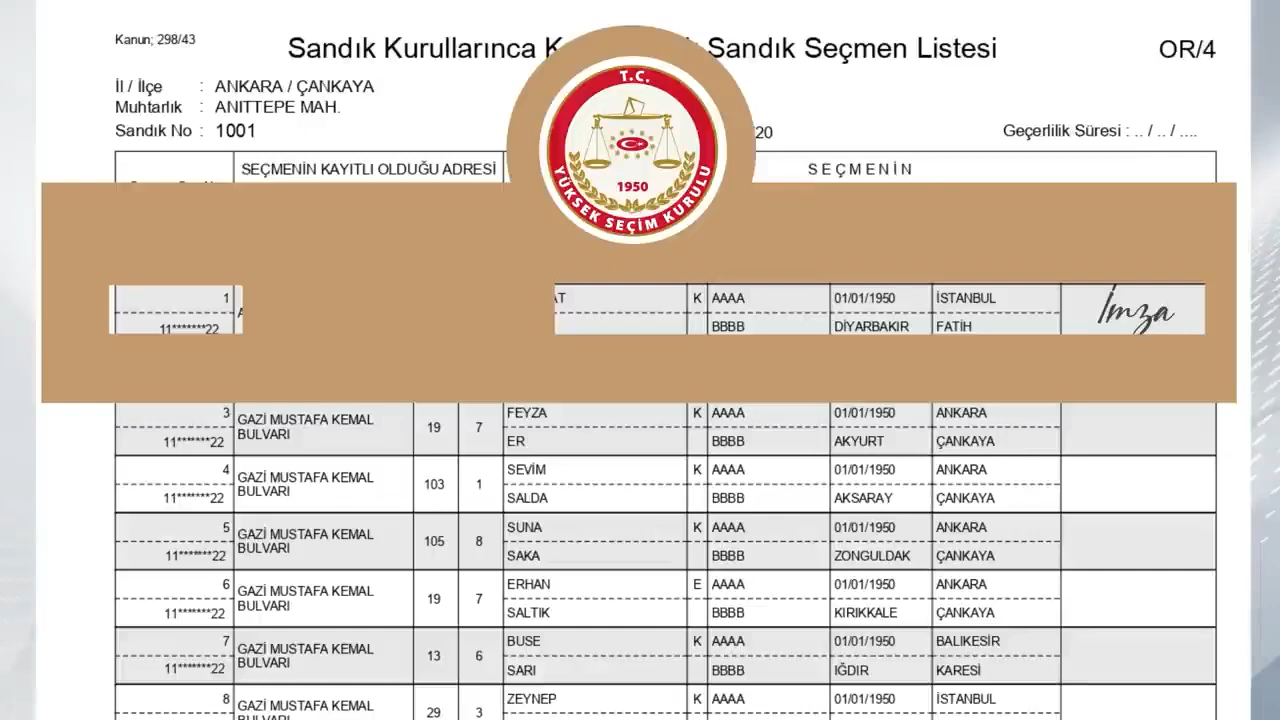 Kanun; 298/43
Sandık Kurullarınca Sandık Seçmen Listesi
OR/4
İl / İlçe : ANKARA / ÇANKAYA
Muhtarlık : ANITTEPE MAH.
Sandık No : 1001
20
Geçerlilik Süresi : .. / .. / ....
T.C.
1950
YÜKSEK SEÇİM KURULU
SEÇMENİN KAYITLI OLDUĞU ADRESİ
SEÇMENİN
1 K AAAA 01/01/1950 İSTANBUL
11*******22 BBBB DİYARBAKIR FATİH
İmza
3 GAZİ MUSTAFA KEMAL BULVARI 19 7 FEYZA K AAAA 01/01/1950 ANKARA
11*******22 ER BBBB AKYURT ÇANKAYA
4 GAZİ MUSTAFA KEMAL BULVARI 103 1 SEVİM K AAAA 01/01/1950 ANKARA
11*******22 SALDA BBBB AKSARAY ÇANKAYA
5 GAZİ MUSTAFA KEMAL BULVARI 105 8 SUNA K AAAA 01/01/1950 ANKARA
11*******22 SAKA BBBB ZONGULDAK ÇANKAYA
6 GAZİ MUSTAFA KEMAL BULVARI 19 7 ERHAN E AAAA 01/01/1950 ANKARA
11*******22 SALTIK BBBB KIRIKKALE ÇANKAYA
7 GAZİ MUSTAFA KEMAL BULVARI 13 6 BUSE K AAAA 01/01/1950 BALIKESİR
11*******22 SARI BBBB IĞDIR KARESİ
8 GAZİ MUSTAFA KEMAL BULVARI 29 3 ZEYNEP K AAAA 01/01/1950 İSTANBUL